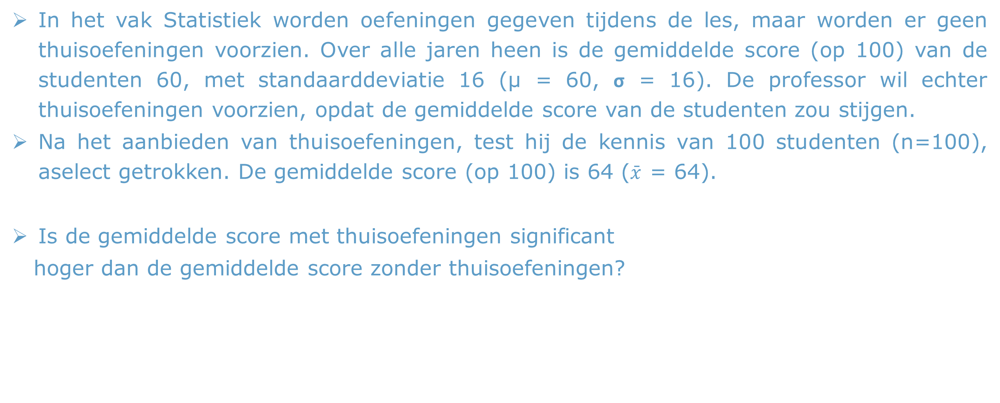 ➢ In het vak Statistiek worden oefeningen gegeven tijdens de les, maar worden er geen
thuisoefeningen voorzien. Over alle jaren heen is de gemiddelde score (op 100) van de
studenten 60, met standaarddeviatie 16 (μ = 60, σ = 16). De professor wil echter
thuisoefeningen voorzien, opdat de gemiddelde score van de studenten zou stijgen.
➢ Na het aanbieden van thuisoefeningen, test hij de kennis van 100 studenten (n=100),
aselect getrokken. De gemiddelde score (op 100) is 64 (x̄ = 64).
➢ Is de gemiddelde score met thuisoefeningen significant
hoger dan de gemiddelde score zonder thuisoefeningen?